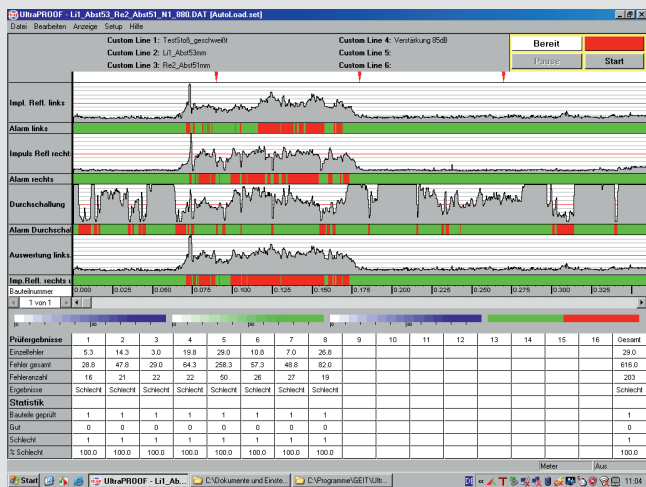 UltraPROOF - Li1_Abst53_Re2_Abst51_N1_880.DAT [AutoLoad.set]
Datei Bearbeiten Anzeige Setup Hilfe
Custom Line 1: TestStoß_geschweißt Custom Line 4: Verstärkung 85dB
Custom Line 2: Li1_Abst53mm Custom Line 5:
Custom Line 3: Re2_Abst51mm Custom Line 6:
Bereit
Pause Start
Impl. Refl. links
Alarm links
Impuls Refl recht
Alarm rechts
Durchschallung
Alarm Durchschal
Auswertung links.
Imp.Refl. rechts u
Bauteilnummer 0.000 0.025 0.050 0.075 0.100 0.125 0.150 0.175 0.200 0.225 0.250 0.275 0.300 0.325
1 von 1
Prüfergebnisse 1 2 3 4 5 6 7 8 9 10 11 12 13 14 15 16 Gesamt
Einzelfehler 5.3 14.3 3.0 19.8 29.0 10.8 7.0 26.8 29.0
Fehler gesamt 28.8 47.8 29.0 64.3 258.3 57.3 48.8 82.0 616.0
Fehleranzahl 16 21 22 22 50 26 27 19 203
Ergebnisse Schlecht Schlecht Schlecht Schlecht Schlecht Schlecht Schlecht Schlecht Schlecht
Statistik
Bauteile geprüft 1 1 1 1 1 1 1 1 1
Gut 0 0 0 0 0 0 0 0 0
Schlecht 1 1 1 1 1 1 1 1 1
% Schlecht 100.0 100.0 100.0 100.0 100.0 100.0 100.0 100.0 100.0
Meter Aus
Start UltraPROOF - Li1_Ab... C:\Dokumente und Einste... C:\Programme\GEIT\Ultr... DE 11:04